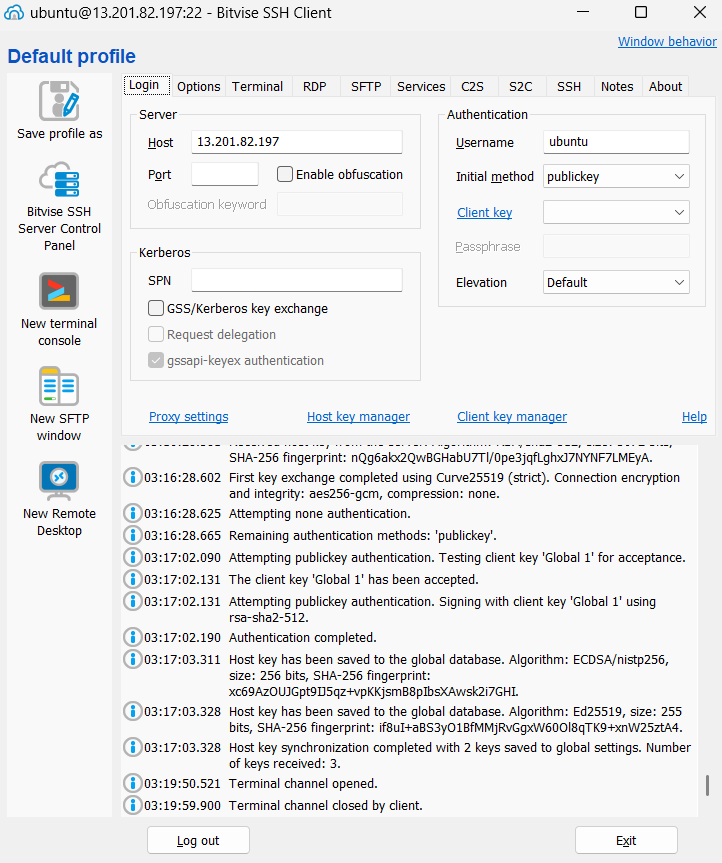 ubuntu@13.201.82.197:22 - Bitvise SSH Client
Window behavior
Default profile
Save profile as
Bitvise SSH
Server Control
Panel
New terminal
console
New SFTP
window
New Remote
Desktop
Login Options Terminal RDP SFTP Services C2S S2C SSH Notes About
Server
Host 13.201.82.197
Port Enable obfuscation
Obfuscation keyword
Kerberos
SPN
GSS/Kerberos key exchange
Request delegation
gssapi-keyex authentication
Authentication
Username ubuntu
Initial method publickey
Client key
Passphrase
Elevation Default
Proxy settings Host key manager Client key manager Help
SHA-256 fingerprint: nQg6akx2QwBGHabU7Tl/0pe3jqfLghxJ7NYNF7LMEyA.
03:16:28.602 First key exchange completed using Curve25519 (strict). Connection encryption
and integrity: aes256-gcm, compression: none.
03:16:28.625 Attempting none authentication.
03:16:28.665 Remaining authentication methods: 'publickey'.
03:17:02.090 Attempting publickey authentication. Testing client key 'Global 1' for acceptance.
03:17:02.131 The client key 'Global 1' has been accepted.
03:17:02.131 Attempting publickey authentication. Signing with client key 'Global 1' using
rsa-sha2-512.
03:17:02.190 Authentication completed.
03:17:03.311 Host key has been saved to the global database. Algorithm: ECDSA/nistp256,
size: 256 bits, SHA-256 fingerprint:
xc69AzOUJGpt9IJ5qz+vpKKjsmB8pIbsXAwsk2i7GHI.
03:17:03.328 Host key has been saved to the global database. Algorithm: Ed25519, size: 255
bits, SHA-256 fingerprint: if8uI+aBS3yO1BfMMjRvGgxW60Ol8qTK9+xnW25ztA4.
03:17:03.328 Host key synchronization completed with 2 keys saved to global settings. Number
of keys received: 3.
03:19:50.521 Terminal channel opened.
03:19:59.900 Terminal channel closed by client.
Log out Exit